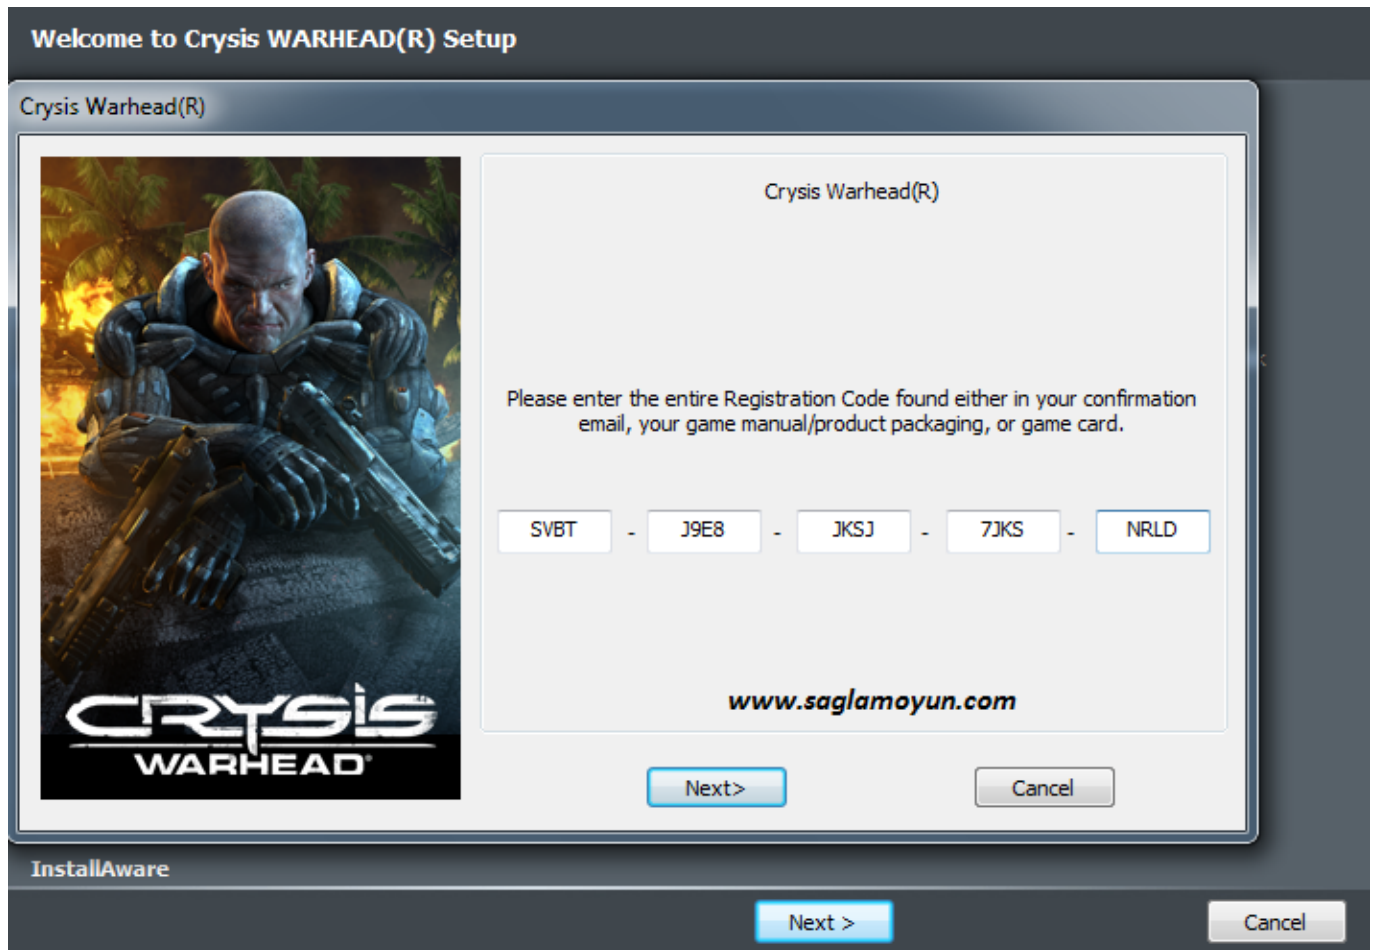 Welcome to Crysis WARHEAD(R) Setup
Crysis Warhead(R)
Crysis Warhead(R)
Please enter the entire Registration Code found either in your confirmation
email, your game manual/product packaging, or game card.
SVBT - J9E8 - JKSJ - 7JKS - NRLD
www.saglamoyun.com
CRYSIS
WARHEAD®
Next> Cancel
InstallAware
Next > Cancel